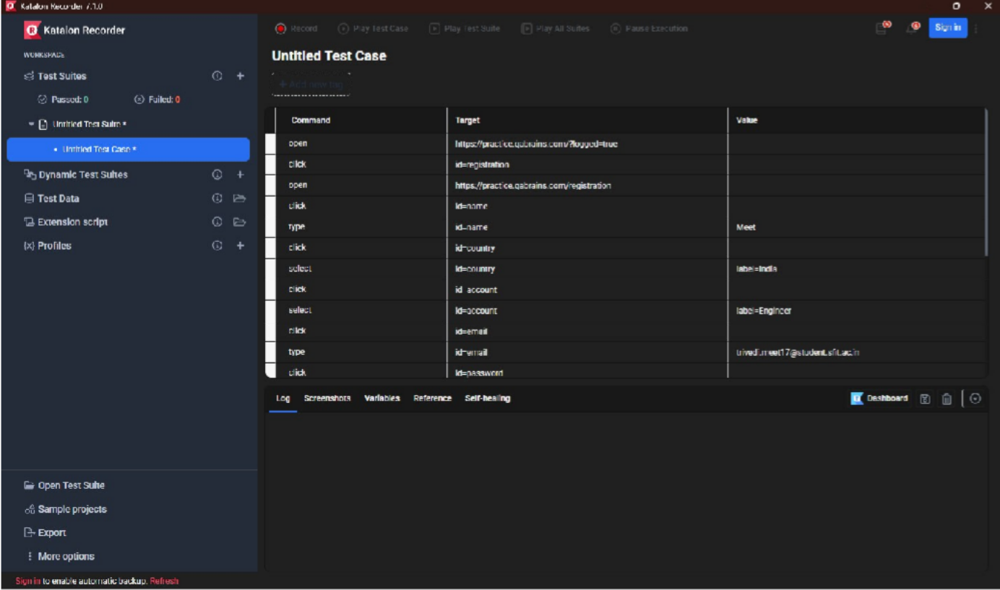 Katalon Recorder 7.1.0
Katalon Recorder
Record Play Test Case Play Test Suite Play All Suites Pause Execution Sign in
WORKSPACE
Untitled Test Case
Test Suites
+ Add new tag
Passed: 0 Failed: 0
Untitled Test Suite *
Untitled Test Case *
Dynamic Test Suites
Test Data
Extension script
{x} Profiles
Command Target Value
open https://practice.qabrains.com/?logged=true
click id=registration
open https://practice.qabrains.com/registration
click id=name
type id=name Meet
click id=country
select id=country label=India
click id=account
select id=account label=Engineer
click id=email
type id=email trivedi.meet17@student.sfit.ac.in
click id=password
Log Screenshots Variables Reference Self-healing Dashboard
Open Test Suite
Sample projects
Export
More options
Sign in to enable automatic backup. Refresh